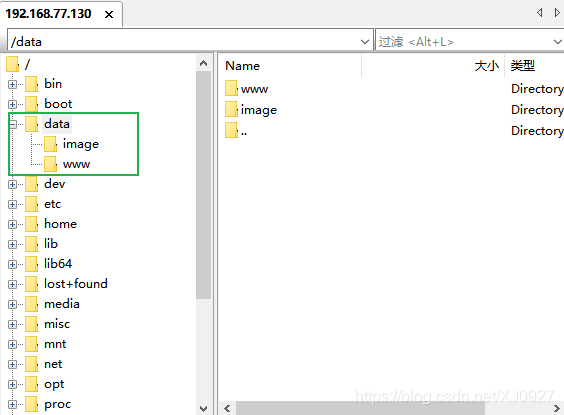 192.168.77.130 ×
/data
过滤 <Alt+L>
/
bin
boot
data
image
www
dev
etc
home
lib
lib64
lost+found
media
misc
mnt
net
opt
proc
Name 大小 类型
www Directory
image Directory
.. Directory
https://blog.csdn.net/XJ0927